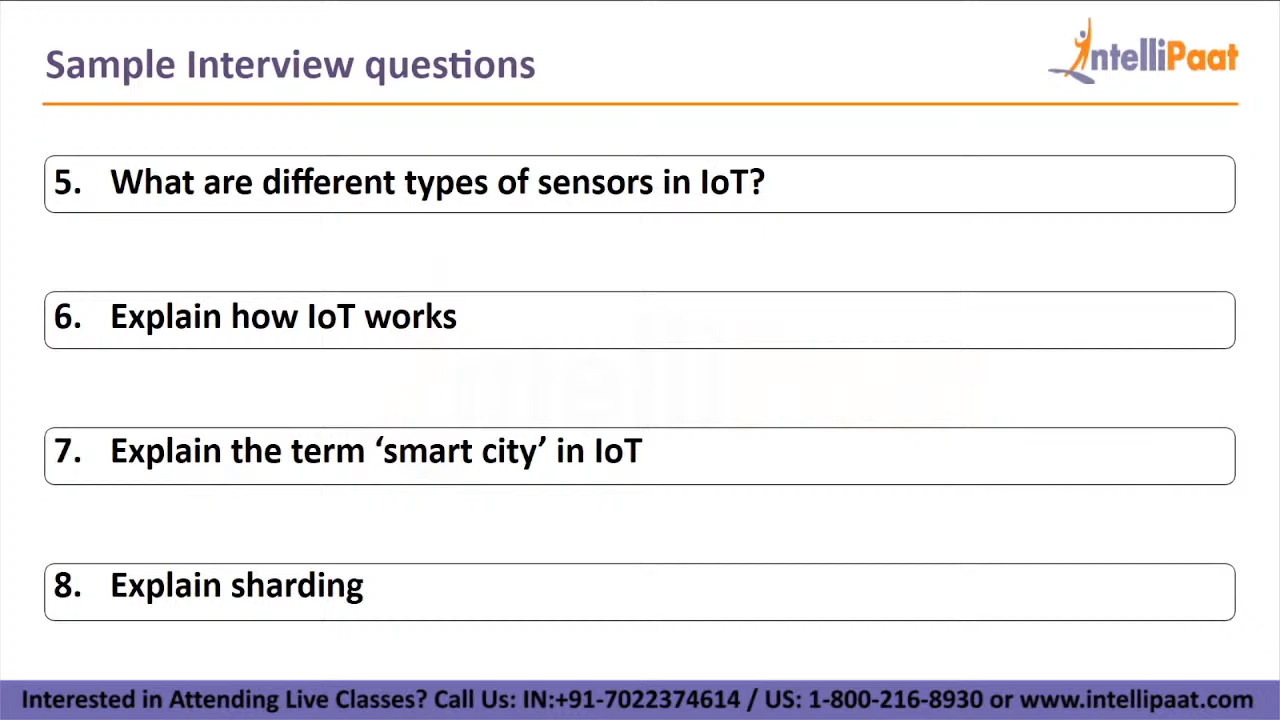 Sample Interview questions
IntelliPaat
5. What are different types of sensors in IoT?
6. Explain how IoT works
7. Explain the term ‘smart city’ in IoT
8. Explain sharding
Interested in Attending Live Classes? Call Us: IN:+91-7022374614 / US: 1-800-216-8930 or www.intellipaat.com